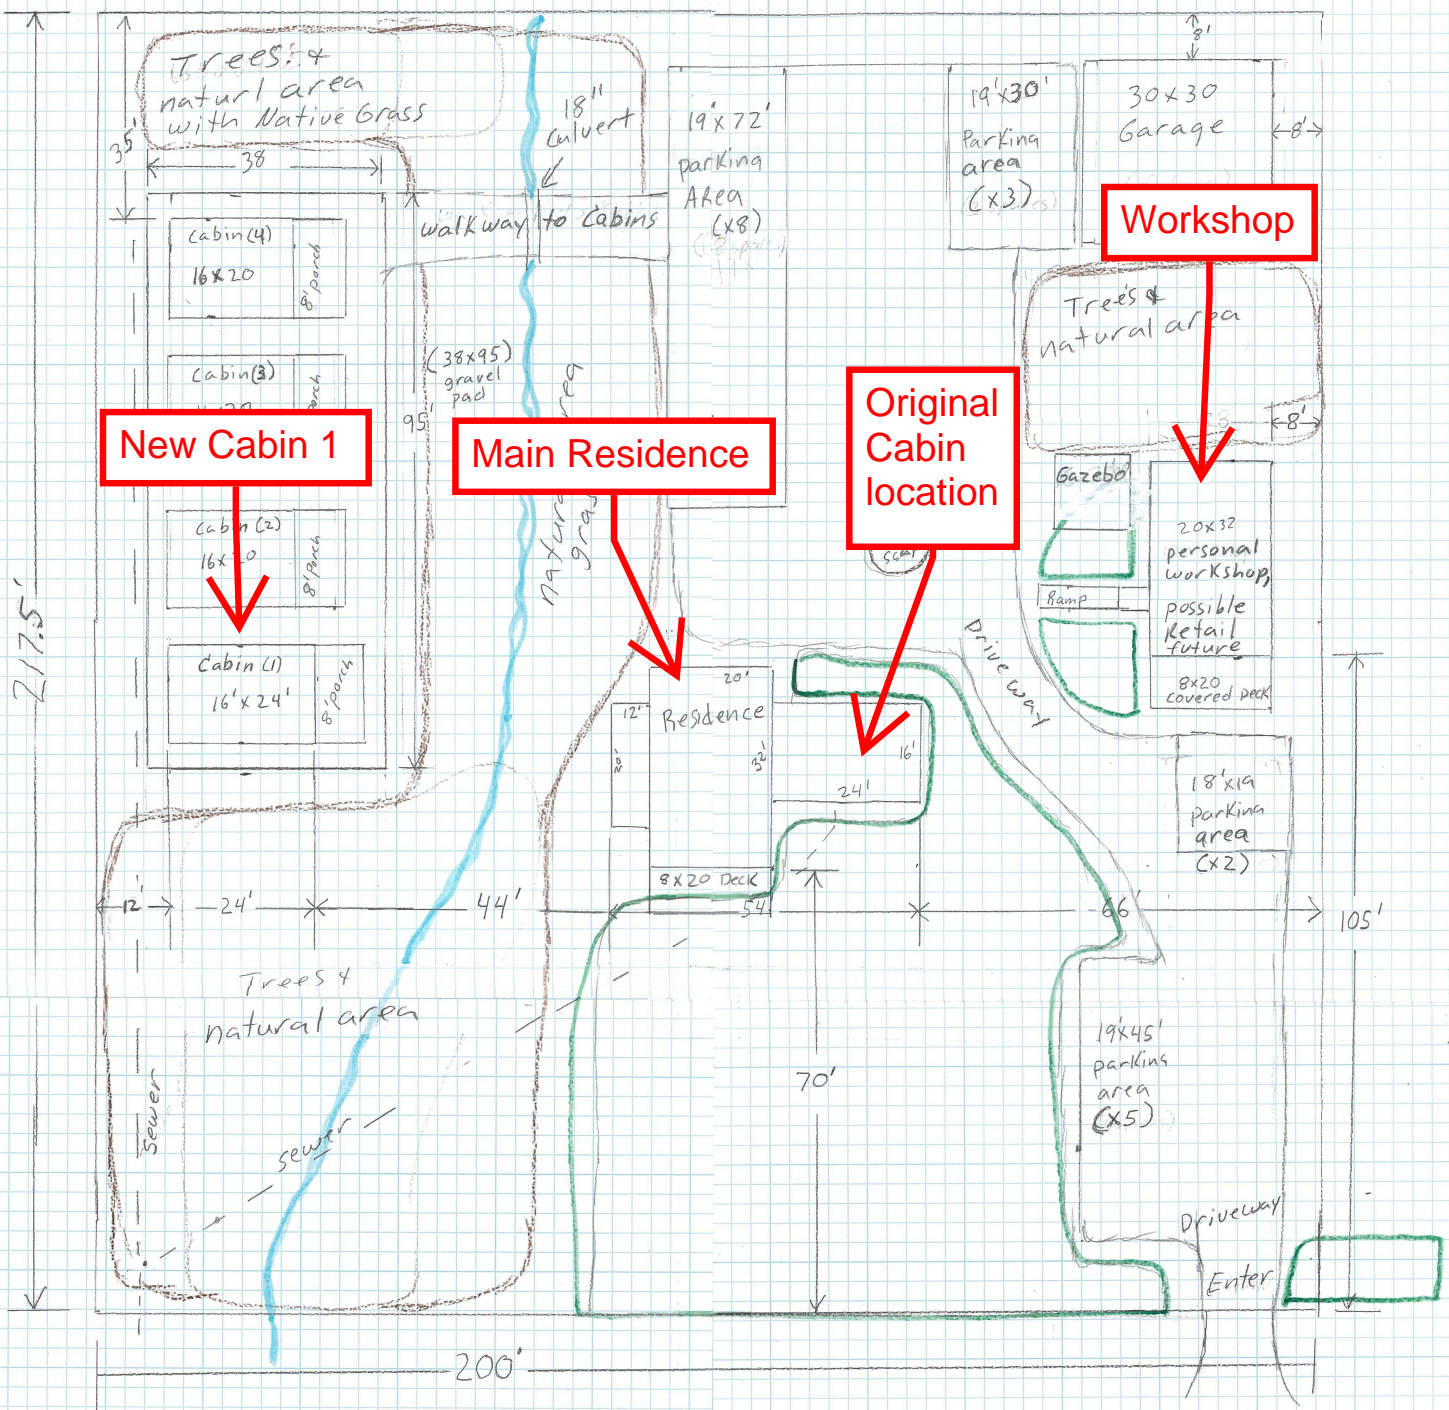 Trees: &
naturl area
with Native Grass
35'
38
18"
Culvert
19'x72'
parking
Area
(x8)
19'x30'
Parking
area
(x3)
30x30
Garage
8'
8'
Workshop
Cabin(4)
16x20
8' porch
walkway to Cabins
Trees &
natural area
Cabin(3)
porch
(38x95)
gravel
pad
95'
New Cabin 1
Main Residence
Original
Cabin
location
8'
Gazebo
Cabin (2)
16x20
8' Porch
20x32
personal
workshop,
possible
Retail
future
Ramp
8x20
covered Deck
217.5'
Driveway
Cabin (1)
16'x24'
8' porch
20'
Residence
12'
20'
32'
16'
24'
18'x19
parking
area
(x2)
8x20 Deck
12'
24'
44'
54
66
105'
Trees &
natural area
70'
19'x45'
parking
area
(x5)
sewer
sewer
Driveway
Enter
200'